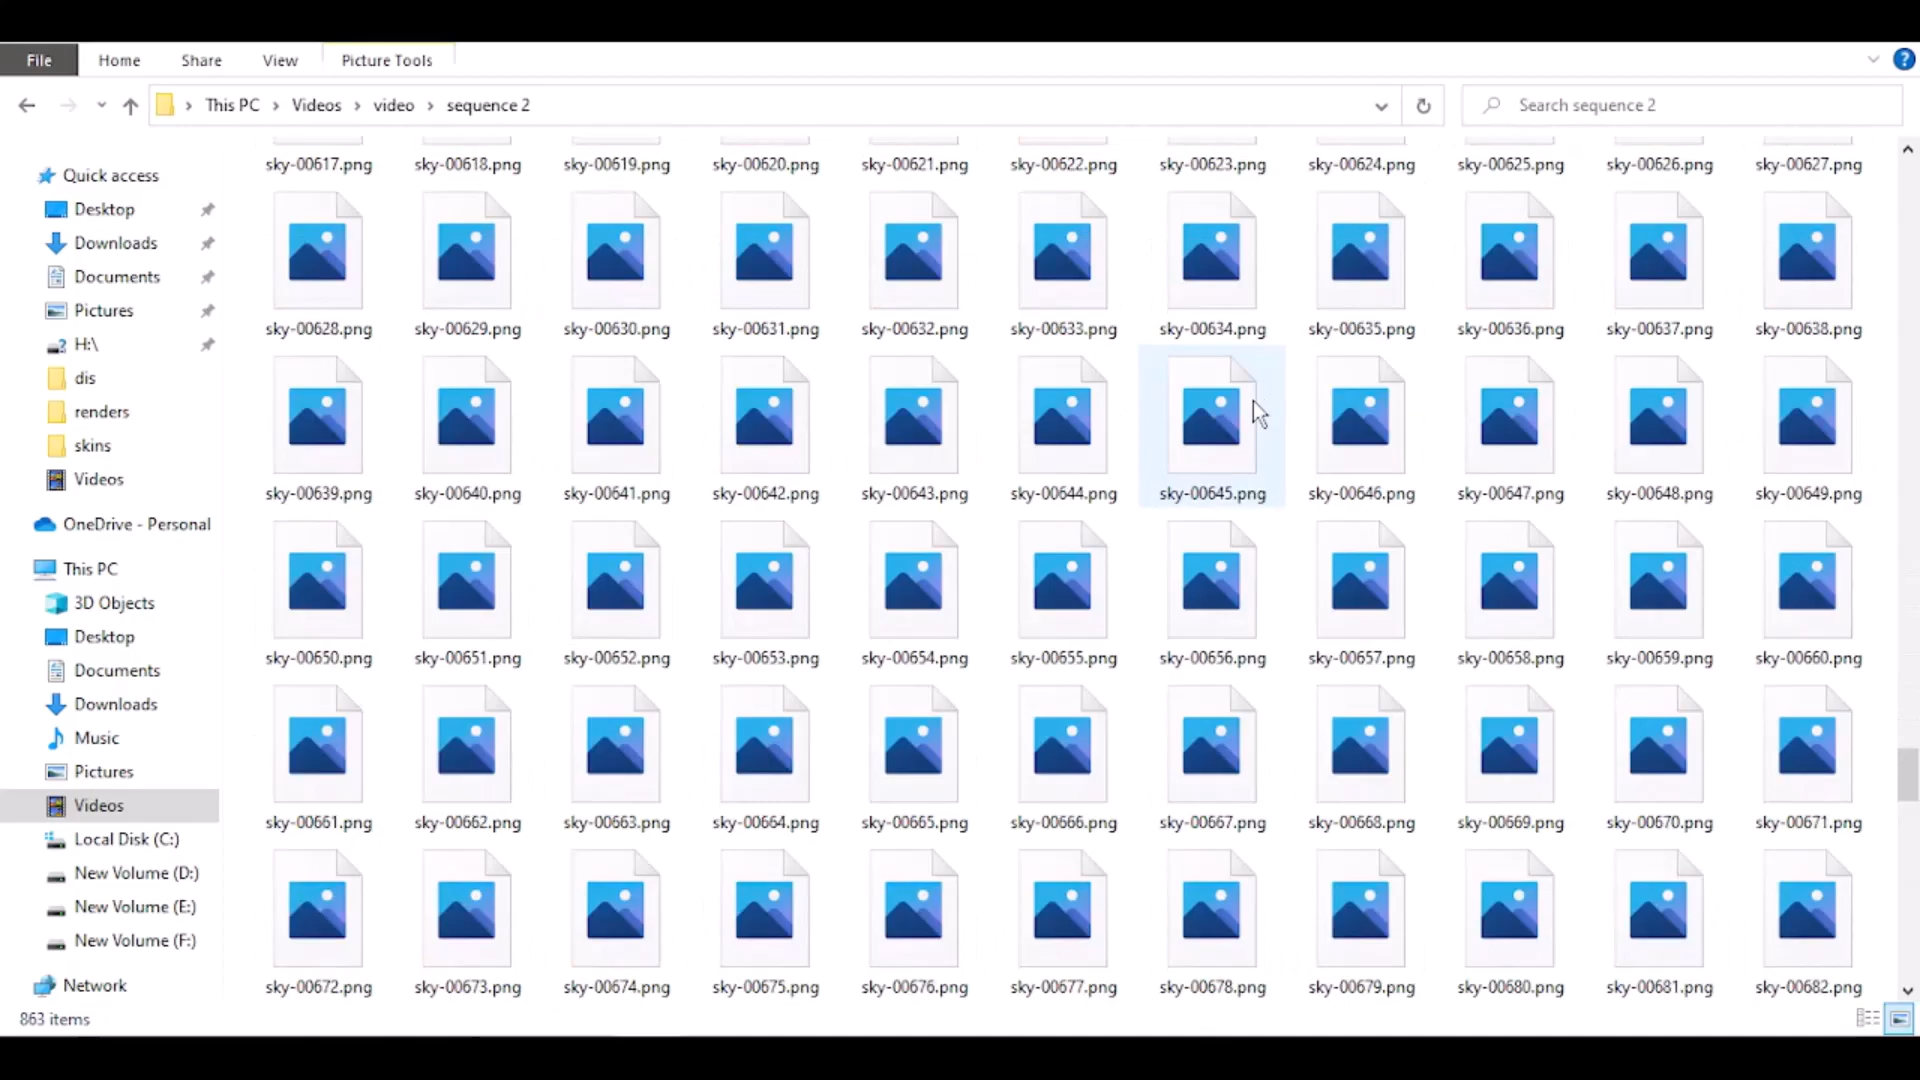 File Home Share View Picture Tools
This PC > Videos > video > sequence 2
Search sequence 2
Quick access
Desktop
Downloads
Documents
Pictures
H:\
dis
renders
skins
Videos
OneDrive - Personal
This PC
3D Objects
Desktop
Documents
Downloads
Music
Pictures
Videos
Local Disk (C:)
New Volume (D:)
New Volume (E:)
New Volume (F:)
Network
sky-00617.png sky-00618.png sky-00619.png sky-00620.png sky-00621.png sky-00622.png sky-00623.png sky-00624.png sky-00625.png sky-00626.png sky-00627.png
sky-00628.png sky-00629.png sky-00630.png sky-00631.png sky-00632.png sky-00633.png sky-00634.png sky-00635.png sky-00636.png sky-00637.png sky-00638.png
sky-00639.png sky-00640.png sky-00641.png sky-00642.png sky-00643.png sky-00644.png sky-00645.png sky-00646.png sky-00647.png sky-00648.png sky-00649.png
sky-00650.png sky-00651.png sky-00652.png sky-00653.png sky-00654.png sky-00655.png sky-00656.png sky-00657.png sky-00658.png sky-00659.png sky-00660.png
sky-00661.png sky-00662.png sky-00663.png sky-00664.png sky-00665.png sky-00666.png sky-00667.png sky-00668.png sky-00669.png sky-00670.png sky-00671.png
sky-00672.png sky-00673.png sky-00674.png sky-00675.png sky-00676.png sky-00677.png sky-00678.png sky-00679.png sky-00680.png sky-00681.png sky-00682.png
863 items